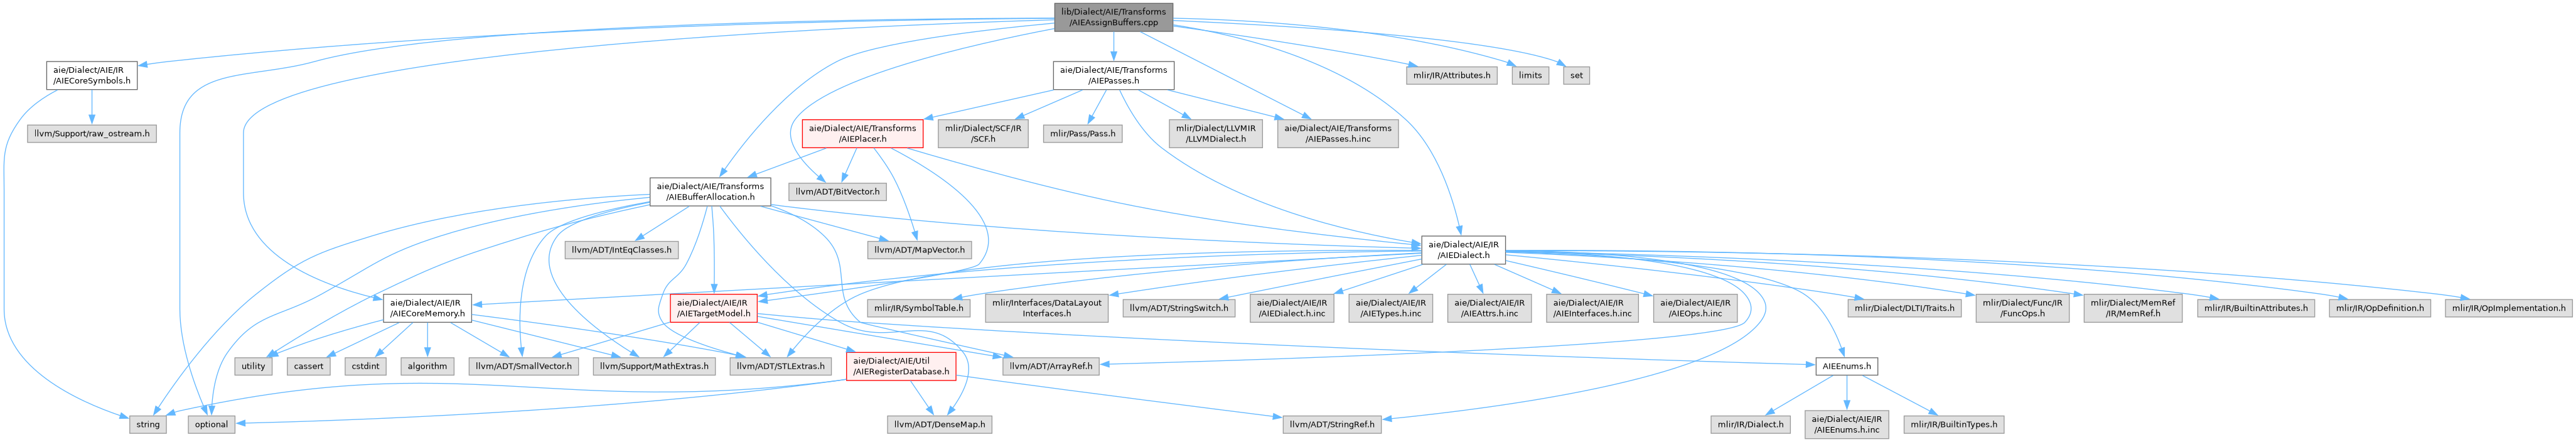 lib/Dialect/AIE/Transforms
/AIEAssignBuffers.cpp
aie/Dialect/AIE/IR
/AIECoreSymbols.h
aie/Dialect/AIE/Transforms
/AIEPasses.h
mlir/IR/Attributes.h
limits
set
llvm/Support/raw_ostream.h
aie/Dialect/AIE/Transforms
/AIEPlacer.h
mlir/Dialect/SCF/IR
/SCF.h
mlir/Pass/Pass.h
mlir/Dialect/LLVMIR
/LLVMDialect.h
aie/Dialect/AIE/Transforms
/AIEPasses.h.inc
aie/Dialect/AIE/Transforms
/AIEBufferAllocation.h
llvm/ADT/BitVector.h
llvm/ADT/IntEqClasses.h
llvm/ADT/MapVector.h
aie/Dialect/AIE/IR
/AIEDialect.h
aie/Dialect/AIE/IR
/AIECoreMemory.h
aie/Dialect/AIE/IR
/AIETargetModel.h
mlir/IR/SymbolTable.h
mlir/Interfaces/DataLayout
Interfaces.h
llvm/ADT/StringSwitch.h
aie/Dialect/AIE/IR
/AIEDialect.h.inc
aie/Dialect/AIE/IR
/AIETypes.h.inc
aie/Dialect/AIE/IR
/AIEAttrs.h.inc
aie/Dialect/AIE/IR
/AIEInterfaces.h.inc
aie/Dialect/AIE/IR
/AIEOps.h.inc
mlir/Dialect/DLTI/Traits.h
mlir/Dialect/Func/IR
/FuncOps.h
mlir/Dialect/MemRef
/IR/MemRef.h
mlir/IR/BuiltinAttributes.h
mlir/IR/OpDefinition.h
mlir/IR/OpImplementation.h
utility
cassert
cstdint
algorithm
llvm/ADT/SmallVector.h
llvm/Support/MathExtras.h
llvm/ADT/STLExtras.h
aie/Dialect/AIE/Util
/AIERegisterDatabase.h
llvm/ADT/ArrayRef.h
AIEEnums.h
string
optional
llvm/ADT/DenseMap.h
llvm/ADT/StringRef.h
mlir/IR/Dialect.h
aie/Dialect/AIE/IR
/AIEEnums.h.inc
mlir/IR/BuiltinTypes.h